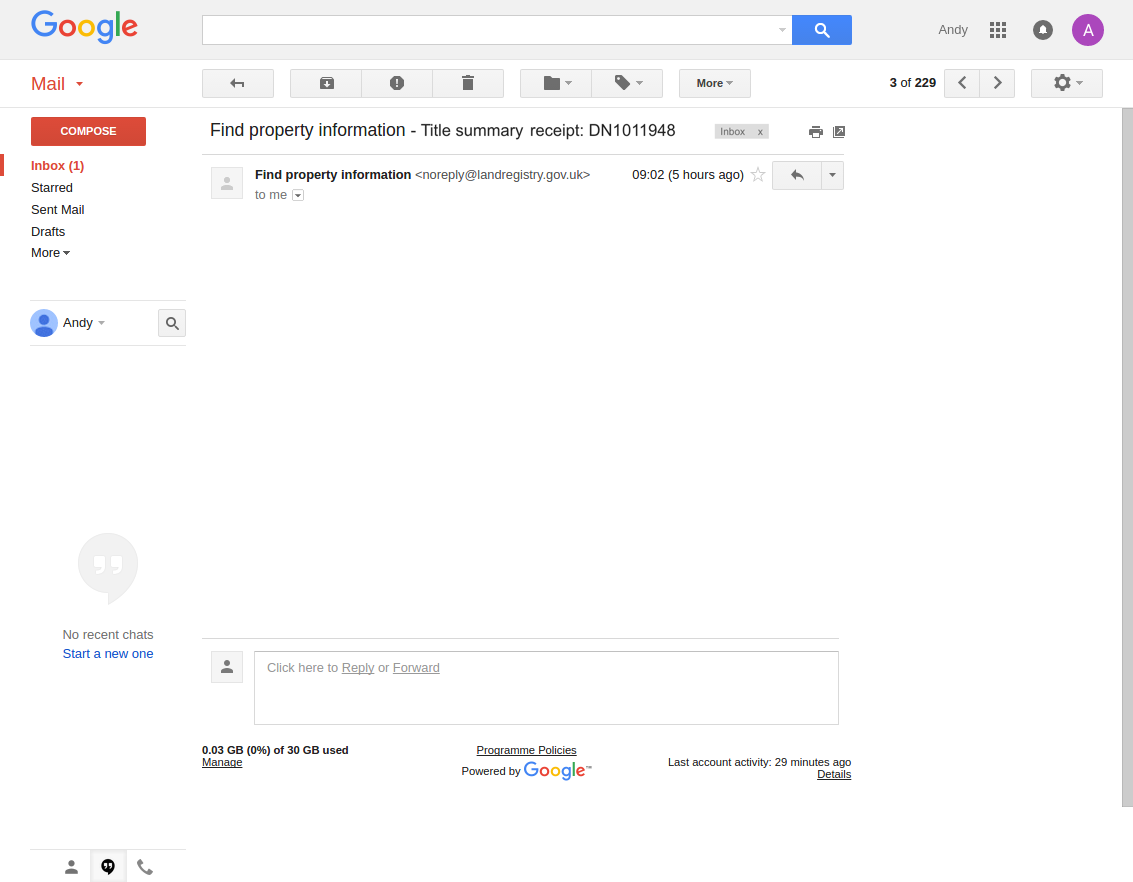 Google
Andy
A
Mail
More
3 of 229
COMPOSE
Find property information - Title summary receipt: DN1011948
Inbox x
Inbox (1)
Starred
Sent Mail
Drafts
More
Find property information <noreply@landregistry.gov.uk>
09:02 (5 hours ago)
to me
Andy
No recent chats
Start a new one
Click here to Reply or Forward
0.03 GB (0%) of 30 GB used
Manage
Programme Policies
Powered by Google™
Last account activity: 29 minutes ago
Details